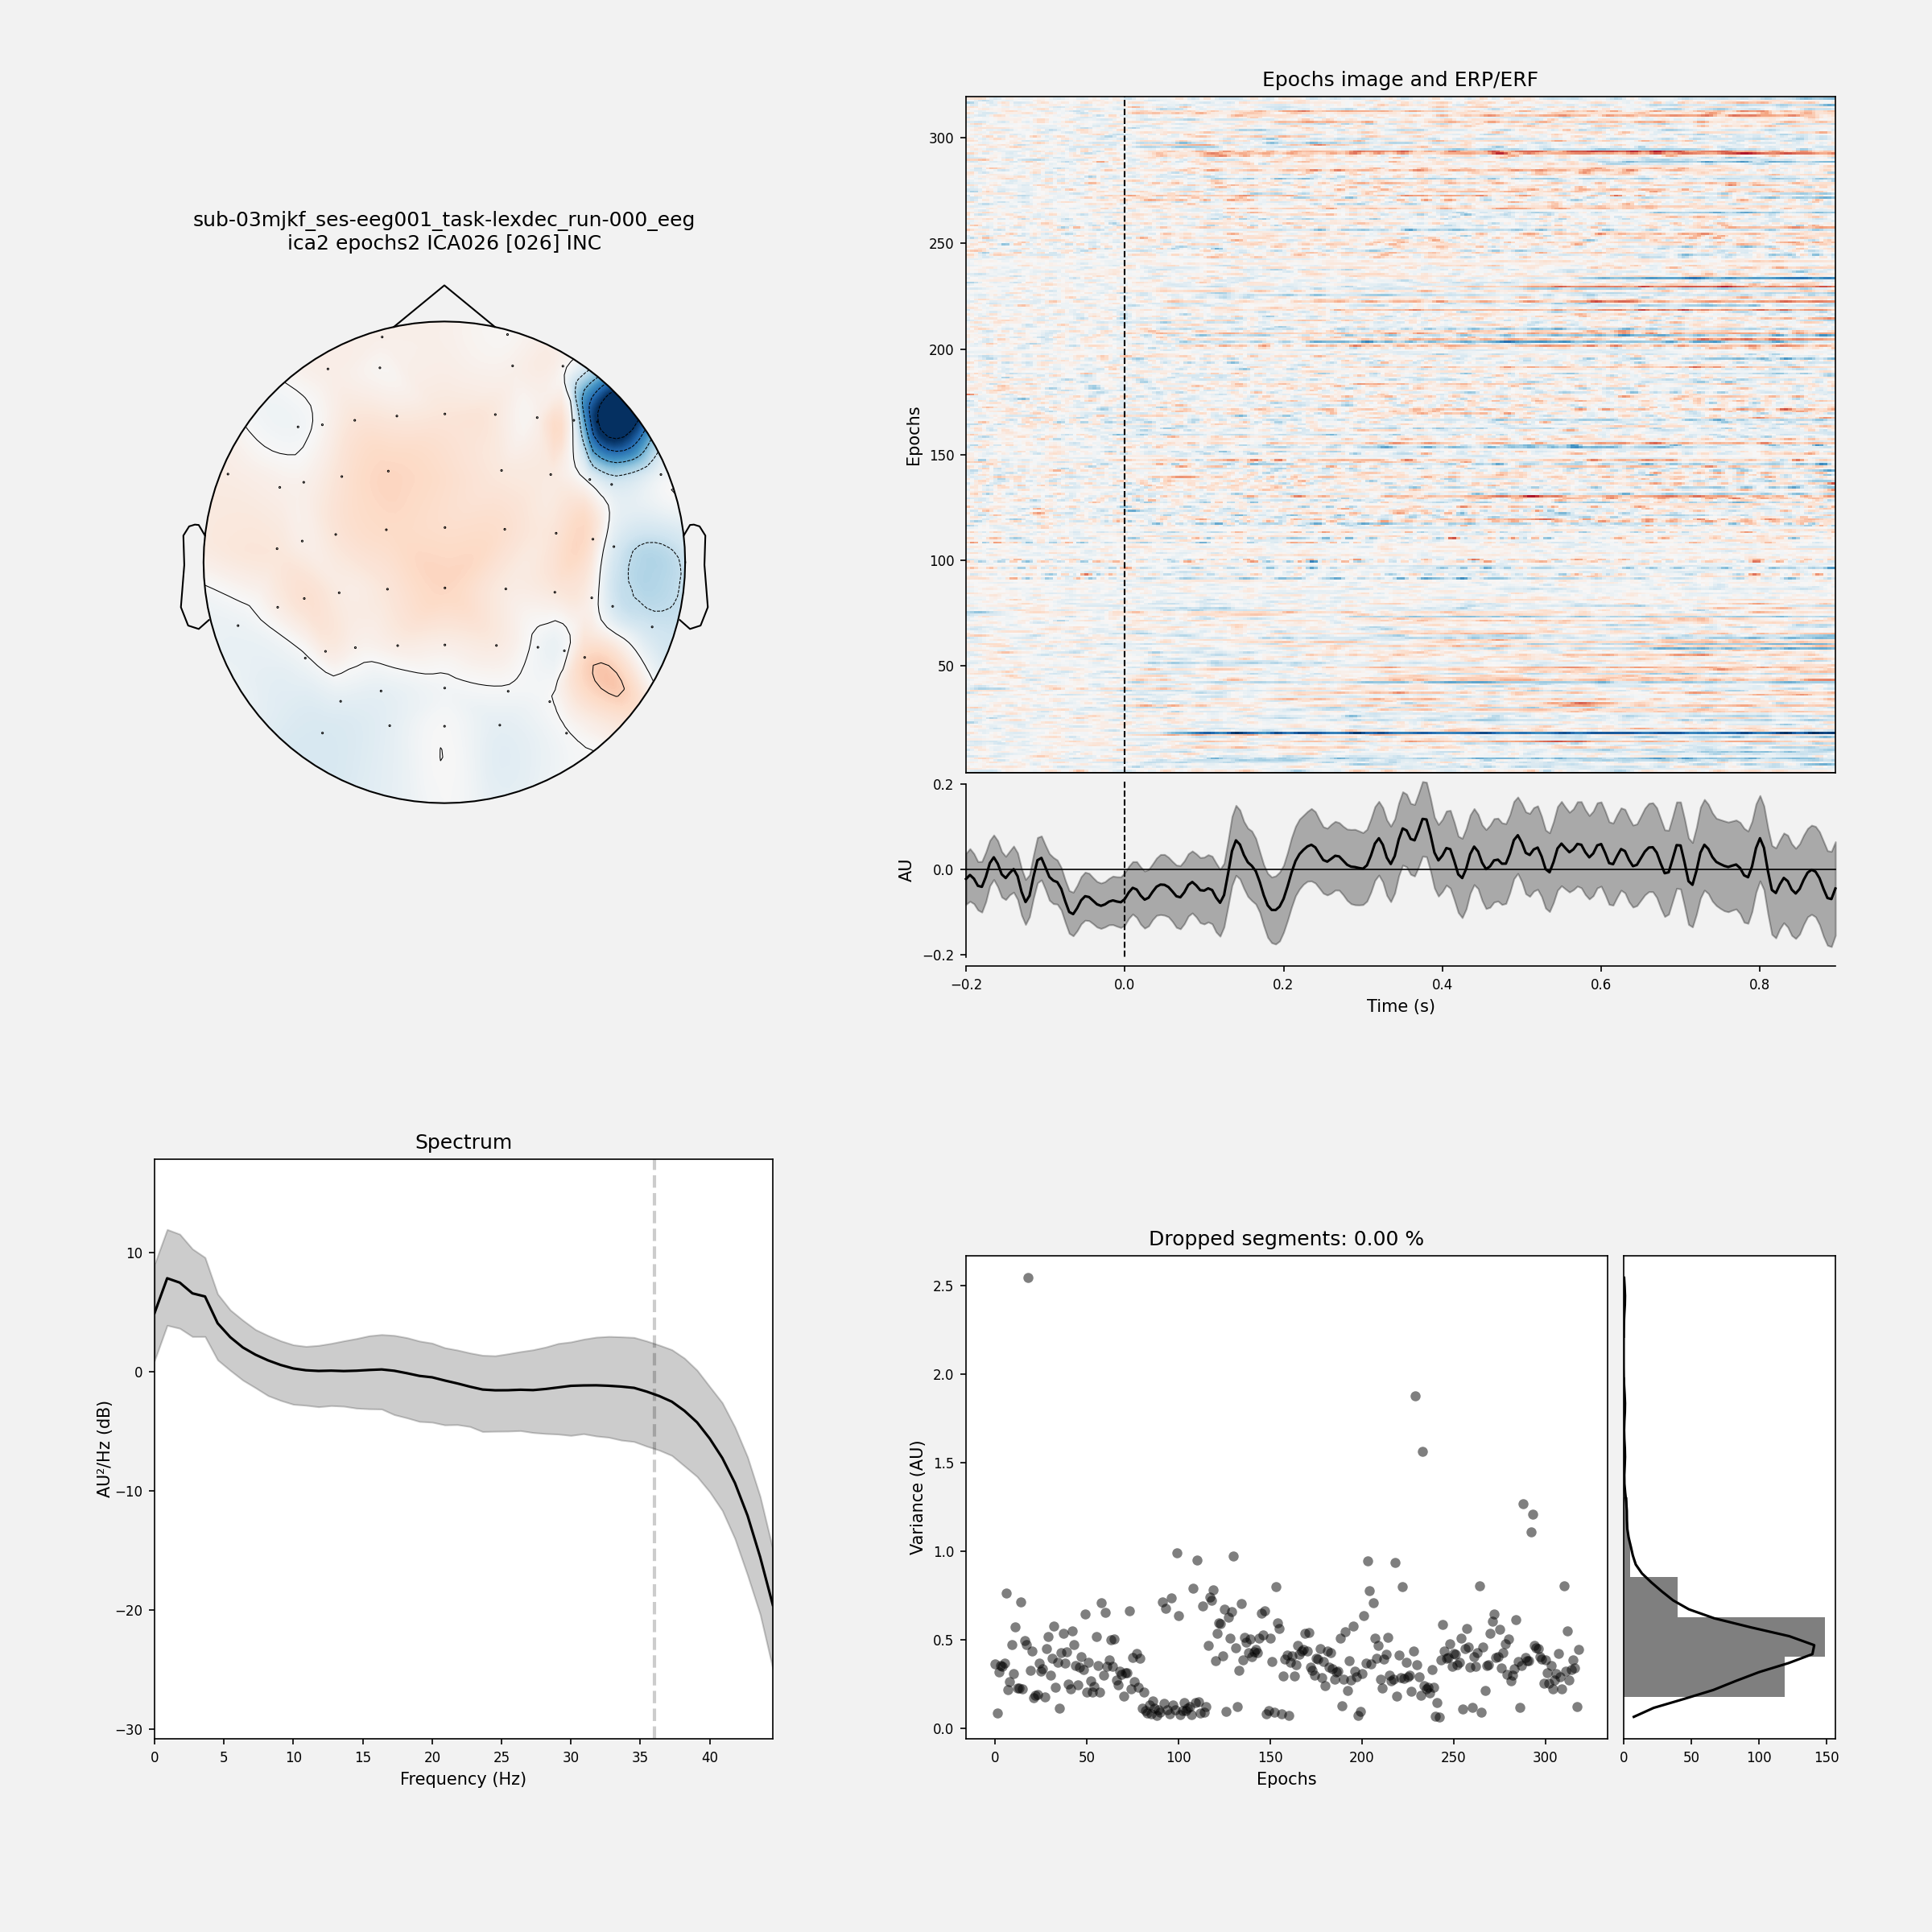 sub-03mjkf_ses-eeg001_task-lexdec_run-000_eeg
ica2 epochs2 ICA026 [026] INC
Epochs image and ERP/ERF
Epochs
300
250
200
150
100
50
AU
0.2
0.0
−0.2
−0.2 0.0 0.2 0.4 0.6 0.8
Time (s)
Spectrum
AU²/Hz (dB)
10
0
−10
−20
−30
0 5 10 15 20 25 30 35 40
Frequency (Hz)
Dropped segments: 0.00 %
Variance (AU)
2.5
2.0
1.5
1.0
0.5
0.0
0 50 100 150 200 250 300
Epochs
0 50 100 150